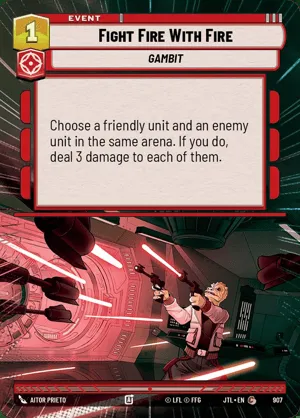 EVENT
1
FIGHT FIRE WITH FIRE
GAMBIT
Choose a friendly unit and an enemy
unit in the same arena. If you do,
deal 3 damage to each of them.
AITOR PRIETO
© LFL © FFG
JTL • EN
C
907